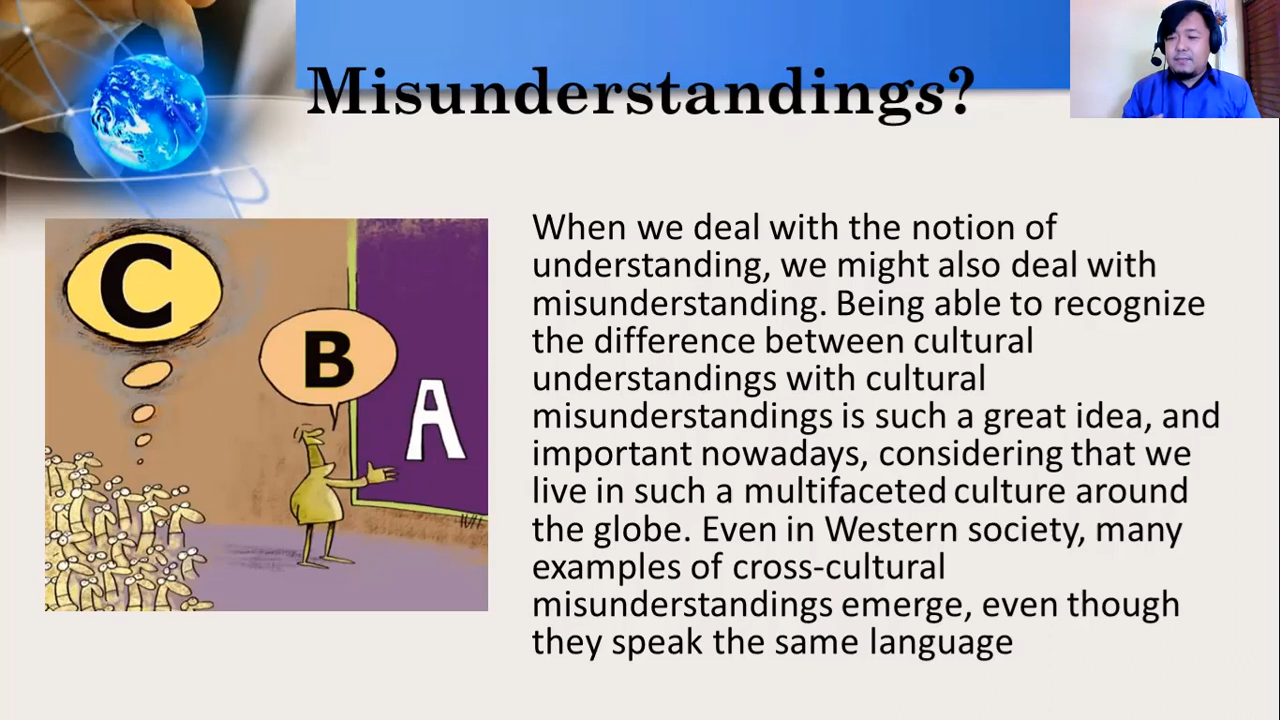 Misunderstandings?
C
B
A
When we deal with the notion of
understanding, we might also deal with
misunderstanding. Being able to recognize
the difference between cultural
understandings with cultural
misunderstandings is such a great idea, and
important nowadays, considering that we
live in such a multifaceted culture around
the globe. Even in Western society, many
examples of cross-cultural
misunderstandings emerge, even though
they speak the same language